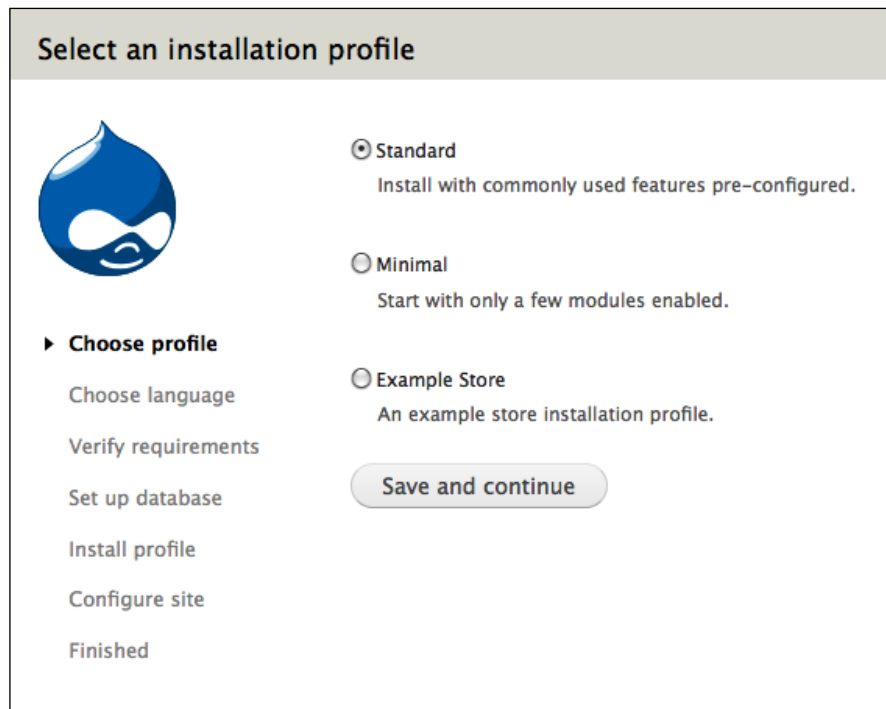 Select an installation profile
Standard
Install with commonly used features pre-configured.
Minimal
Start with only a few modules enabled.
Example Store
An example store installation profile.
Save and continue
Choose profile
Choose language
Verify requirements
Set up database
Install profile
Configure site
Finished